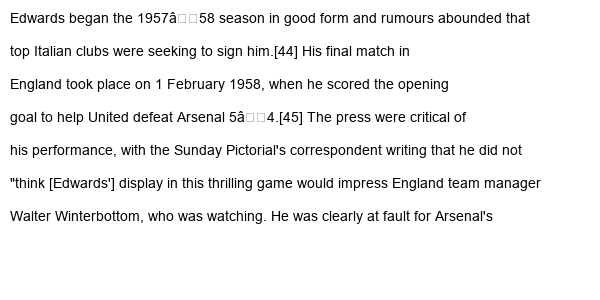 Edwards began the 1957â□□58 season in good form and rumours abounded that
top Italian clubs were seeking to sign him.[44] His final match in
England took place on 1 February 1958, when he scored the opening
goal to help United defeat Arsenal 5â□□4.[45] The press were critical of
his performance, with the Sunday Pictorial's correspondent writing that he did not
"think [Edwards'] display in this thrilling game would impress England team manager
Walter Winterbottom, who was watching. He was clearly at fault for Arsenal's